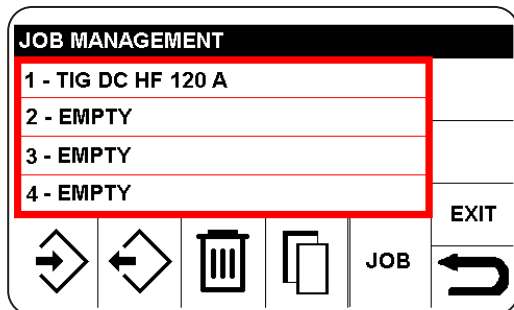 JOB MANAGEMENT
1 - TIG DC HF 120 A
2 - EMPTY
3 - EMPTY
4 - EMPTY
EXIT
JOB